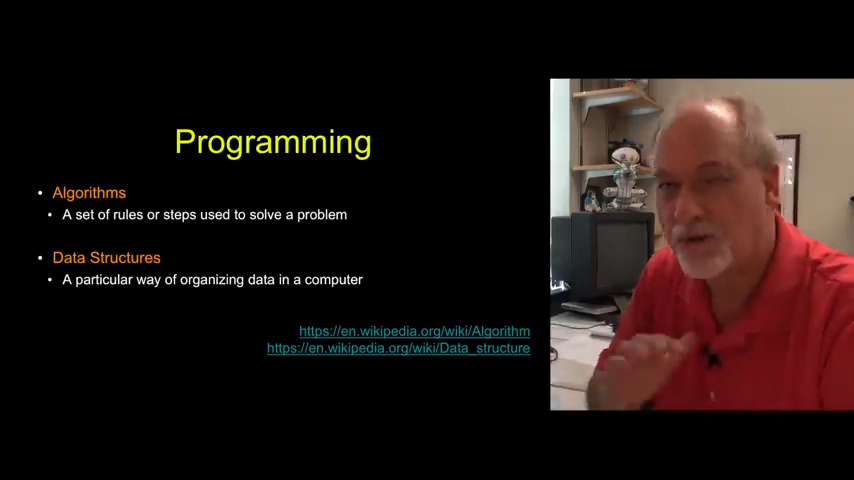 Programming
• Algorithms
• A set of rules or steps used to solve a problem
• Data Structures
• A particular way of organizing data in a computer
https://en.wikipedia.org/wiki/Algorithm
https://en.wikipedia.org/wiki/Data_structure